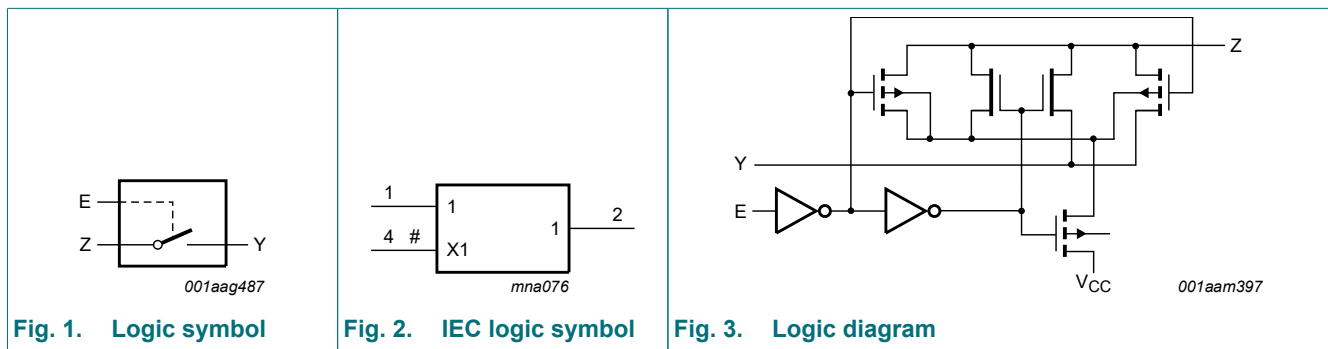 E
Z
Y
001aag487
Fig. 1. Logic symbol
1
1
4 #
X1
1
2
mna076
Fig. 2. IEC logic symbol
Z
Y
E
VCC
001aam397
Fig. 3. Logic diagram